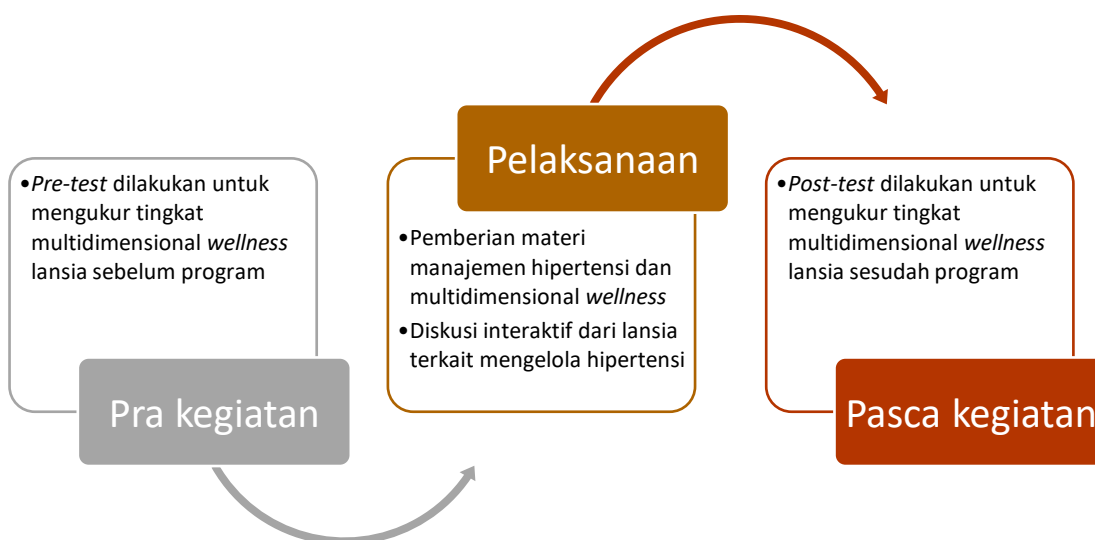 •Pre-test dilakukan untuk
mengukur tingkat
multidimensional wellness
lansia sebelum program
Pra kegiatan
Pelaksanaan
•Pemberian materi
manajemen hipertensi dan
multidimensional wellness
•Diskusi interaktif dari lansia
terkait mengelola hipertensi
•Post-test dilakukan untuk
mengukur tingkat
multidimensional wellness
lansia sesudah program
Pasca kegiatan